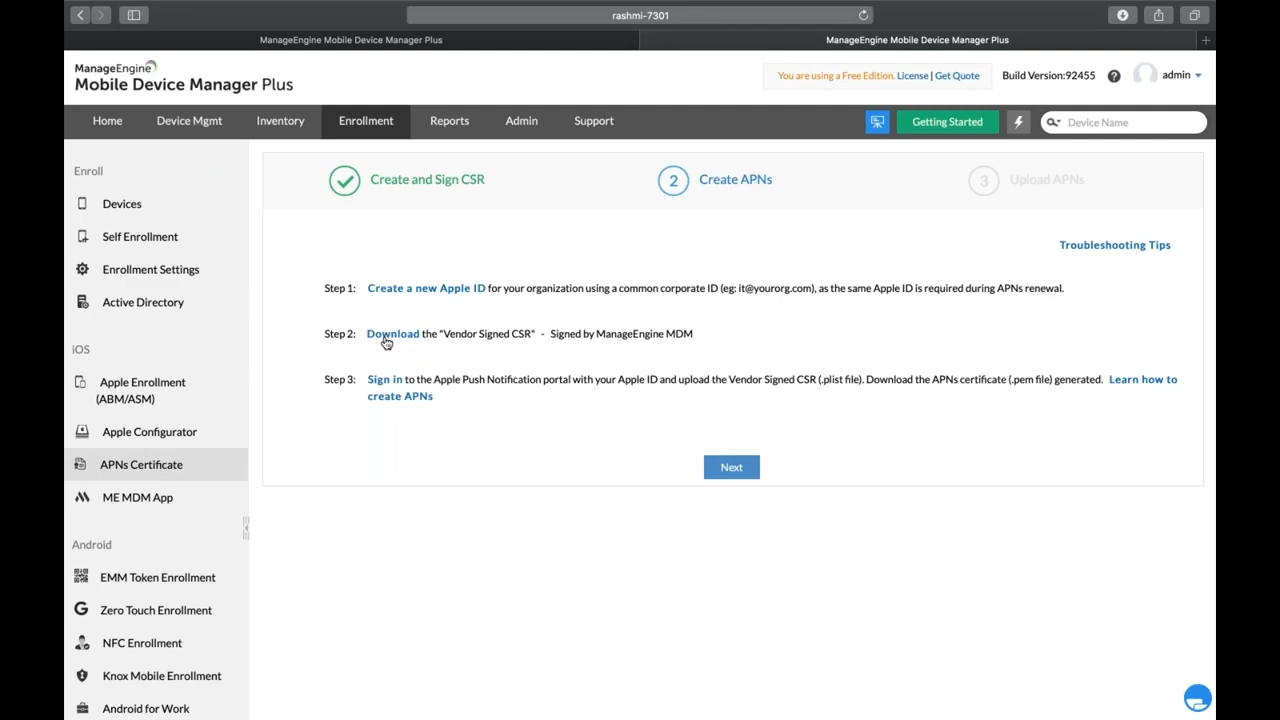 rashmi-7301
ManageEngine Mobile Device Manager Plus
ManageEngine Mobile Device Manager Plus
ManageEngine
Mobile Device Manager Plus
You are using a Free Edition. License | Get Quote
Build Version:92455
?
admin
Home
Device Mgmt
Inventory
Enrollment
Reports
Admin
Support
Getting Started
Device Name
Enroll
Devices
Self Enrollment
Enrollment Settings
Active Directory
iOS
Apple Enrollment
(ABM/ASM)
Apple Configurator
APNs Certificate
ME MDM App
Android
EMM Token Enrollment
G Zero Touch Enrollment
NFC Enrollment
Knox Mobile Enrollment
Android for Work
Create and Sign CSR
2 Create APNs
3 Upload APNs
Troubleshooting Tips
Step 1: Create a new Apple ID for your organization using a common corporate ID (eg: it@yourorg.com), as the same Apple ID is required during APNs renewal.
Step 2: Download the "Vendor Signed CSR" - Signed by ManageEngine MDM
Step 3: Sign in to the Apple Push Notification portal with your Apple ID and upload the Vendor Signed CSR (.plist file). Download the APNs certificate (.pem file) generated. Learn how to
create APNs
Next